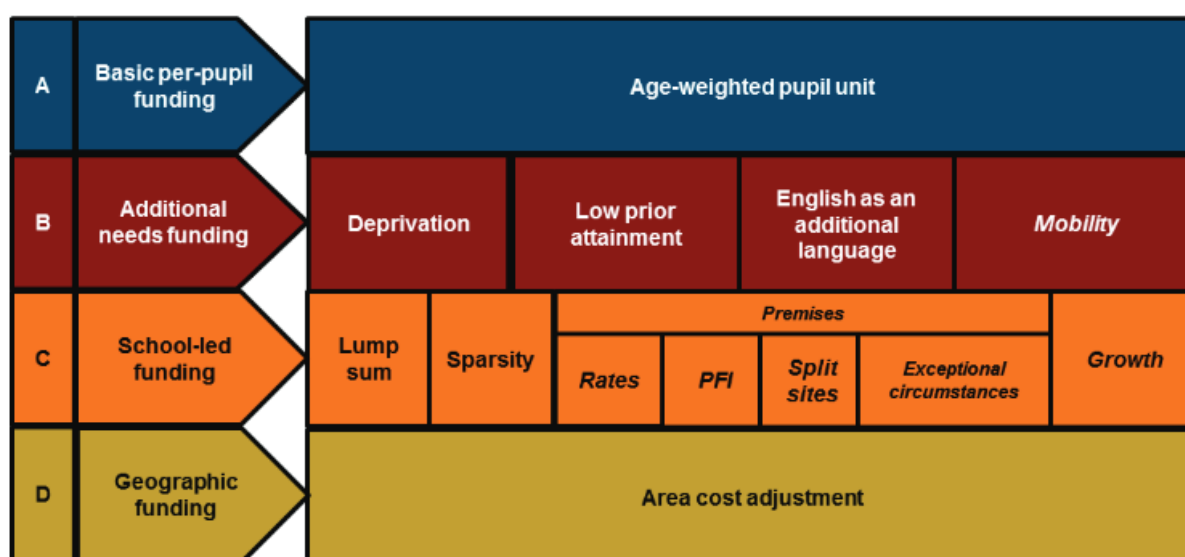 A
Basic per-pupil
funding
Age-weighted pupil unit
B
Additional
needs funding
Deprivation
Low prior
attainment
English as an
additional
language
Mobility
C
School-led
funding
Lump
sum
Sparsity
Premises
Rates
PFI
Split
sites
Exceptional
circumstances
Growth
D
Geographic
funding
Area cost adjustment